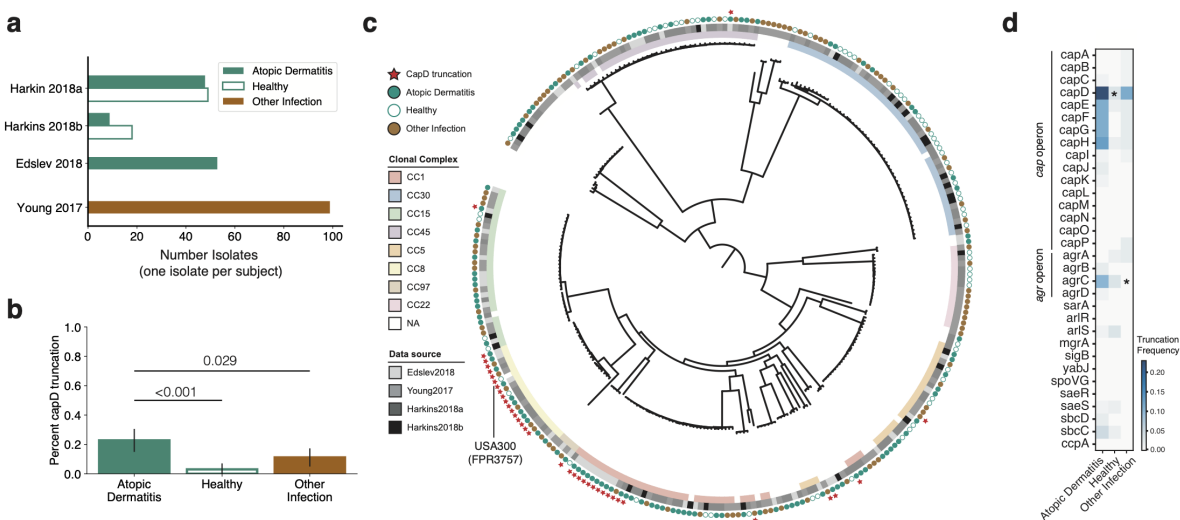 a
Atopic Dermatitis
Healthy
Other Infection
Harkin 2018a
Harkins 2018b
Edslev 2018
Young 2017
0
20
40
60
80
100
Number Isolates
(one isolate per subject)
b
Percent capD truncation
1.0
0.8
0.6
0.4
0.2
0.0
0.029
<0.001
Atopic
Dermatitis
Healthy
Other
Infection
c
CapD truncation
Atopic Dermatitis
Healthy
Other Infection
Clonal Complex
CC1
CC30
CC15
CC45
CC5
CC8
CC97
CC22
NA
Data source
Edslev2018
Young2017
Harkins2018a
Harkins2018b
USA300
(FPR3757)
d
cap operon
agr operon
capA
capB
capC
capD
capE
capF
capG
capH
capI
capJ
capK
capL
capM
capN
capO
capP
agrA
agrB
agrC
agrD
sarA
arlR
arlS
mgrA
sigB
yabJ
spoVG
saeR
saeS
sbcD
sbcC
ccpA
*
*
Atopic Dermatitis
Healthy
Other Infection
Truncation
Frequency
0.20
0.15
0.10
0.05
0.00